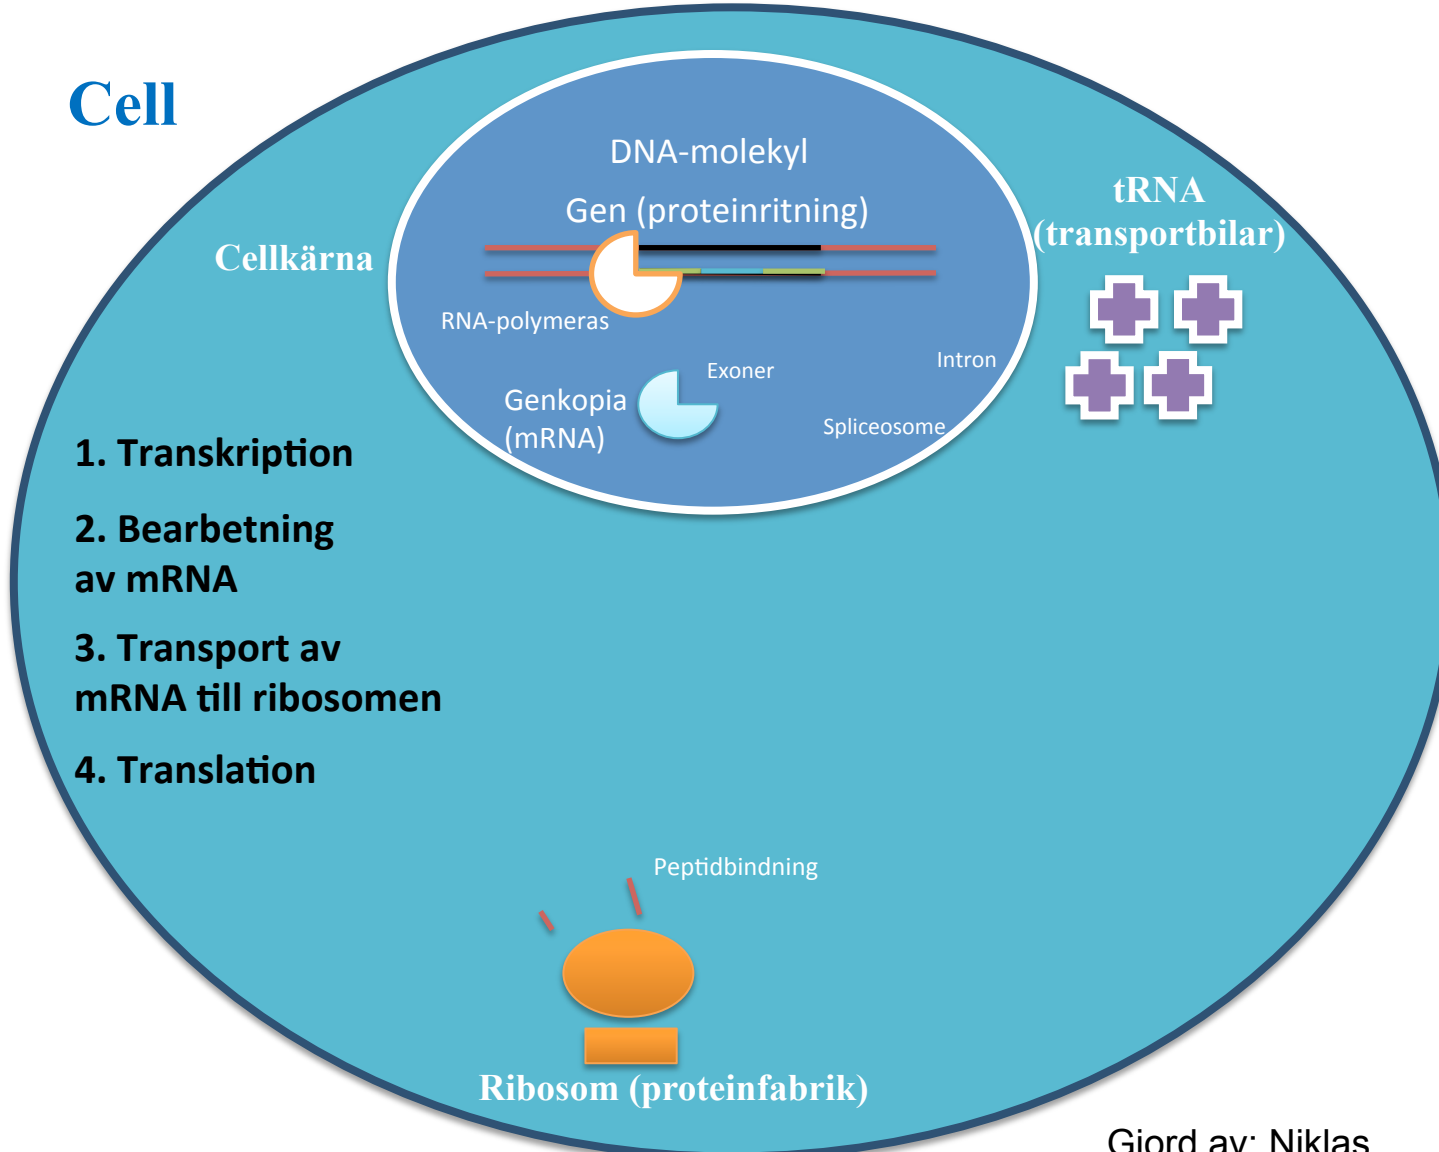 Cell
DNA-molekyl
Gen (proteinritning)
Cellkärna
tRNA
(transportbilar)
RNA-polymeras
Exoner
Intron
Genkopia
(mRNA)
Spliceosome
1. Transkription
2. Bearbetning
av mRNA
3. Transport av
mRNA till ribosomen
4. Translation
Peptidbindning
Ribosom (proteinfabrik)
Gjord av: Niklas